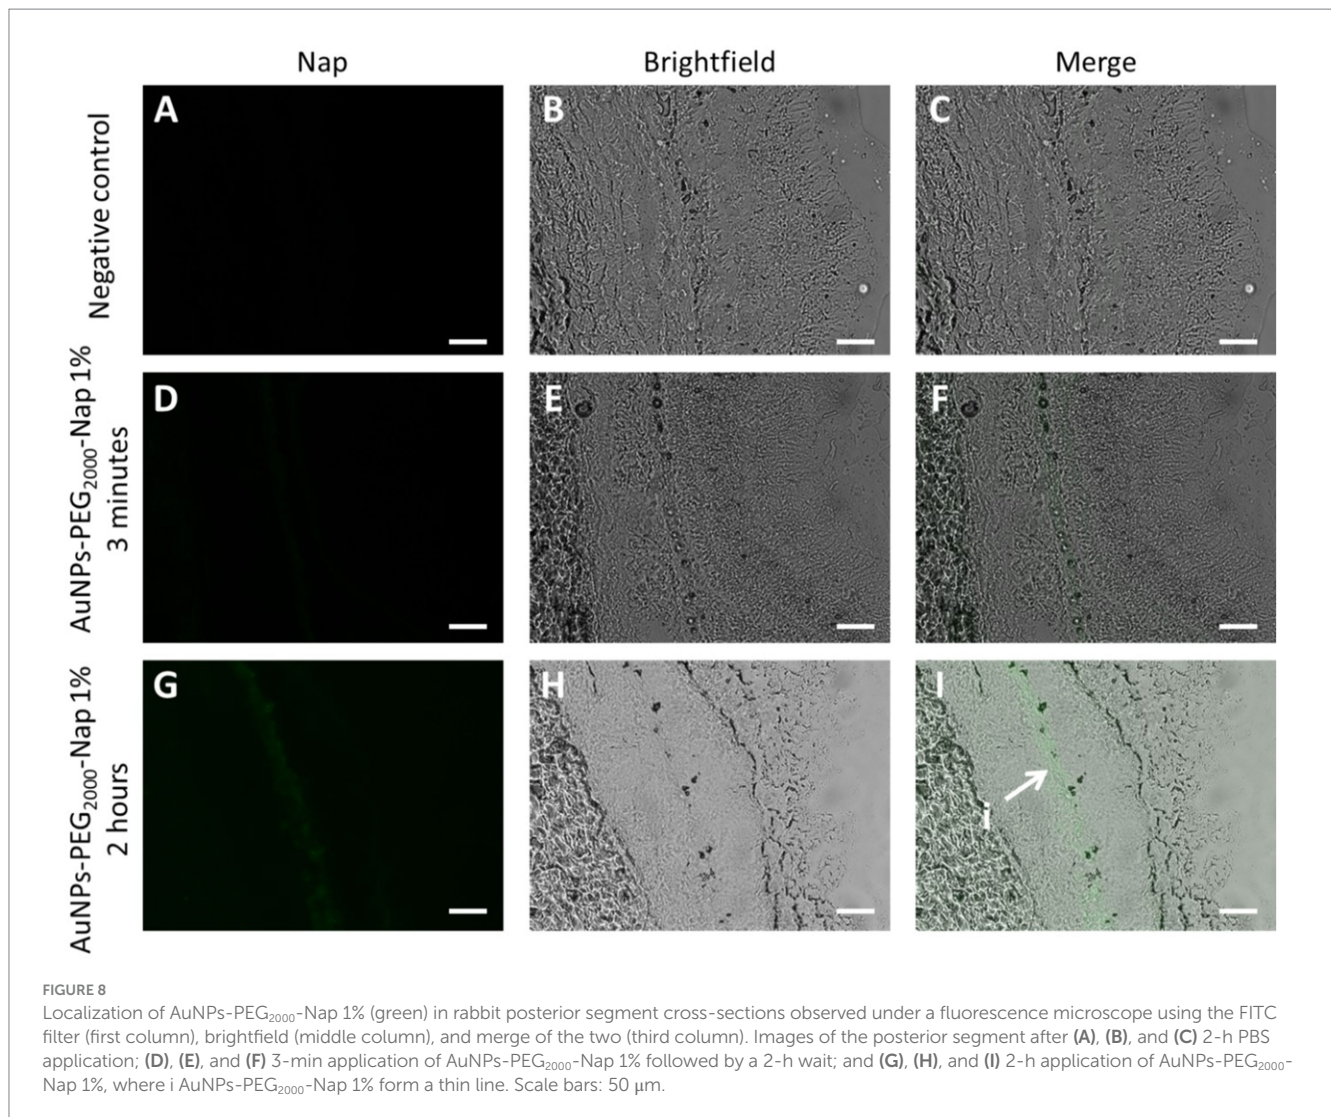 Nap Brightfield Merge
Negative control
A B C
AuNPs-PEG₂₀₀₀-Nap 1%
3 minutes
D E F
AuNPs-PEG₂₀₀₀-Nap 1%
2 hours
G H I
i
FIGURE 8
Localization of AuNPs-PEG₂₀₀₀-Nap 1% (green) in rabbit posterior segment cross-sections observed under a fluorescence microscope using the FITC
filter (first column), brightfield (middle column), and merge of the two (third column). Images of the posterior segment after (A), (B), and (C) 2-h PBS
application; (D), (E), and (F) 3-min application of AuNPs-PEG₂₀₀₀-Nap 1% followed by a 2-h wait; and (G), (H), and (I) 2-h application of AuNPs-PEG₂₀₀₀-
Nap 1%, where i AuNPs-PEG₂₀₀₀-Nap 1% form a thin line. Scale bars: 50 μm.